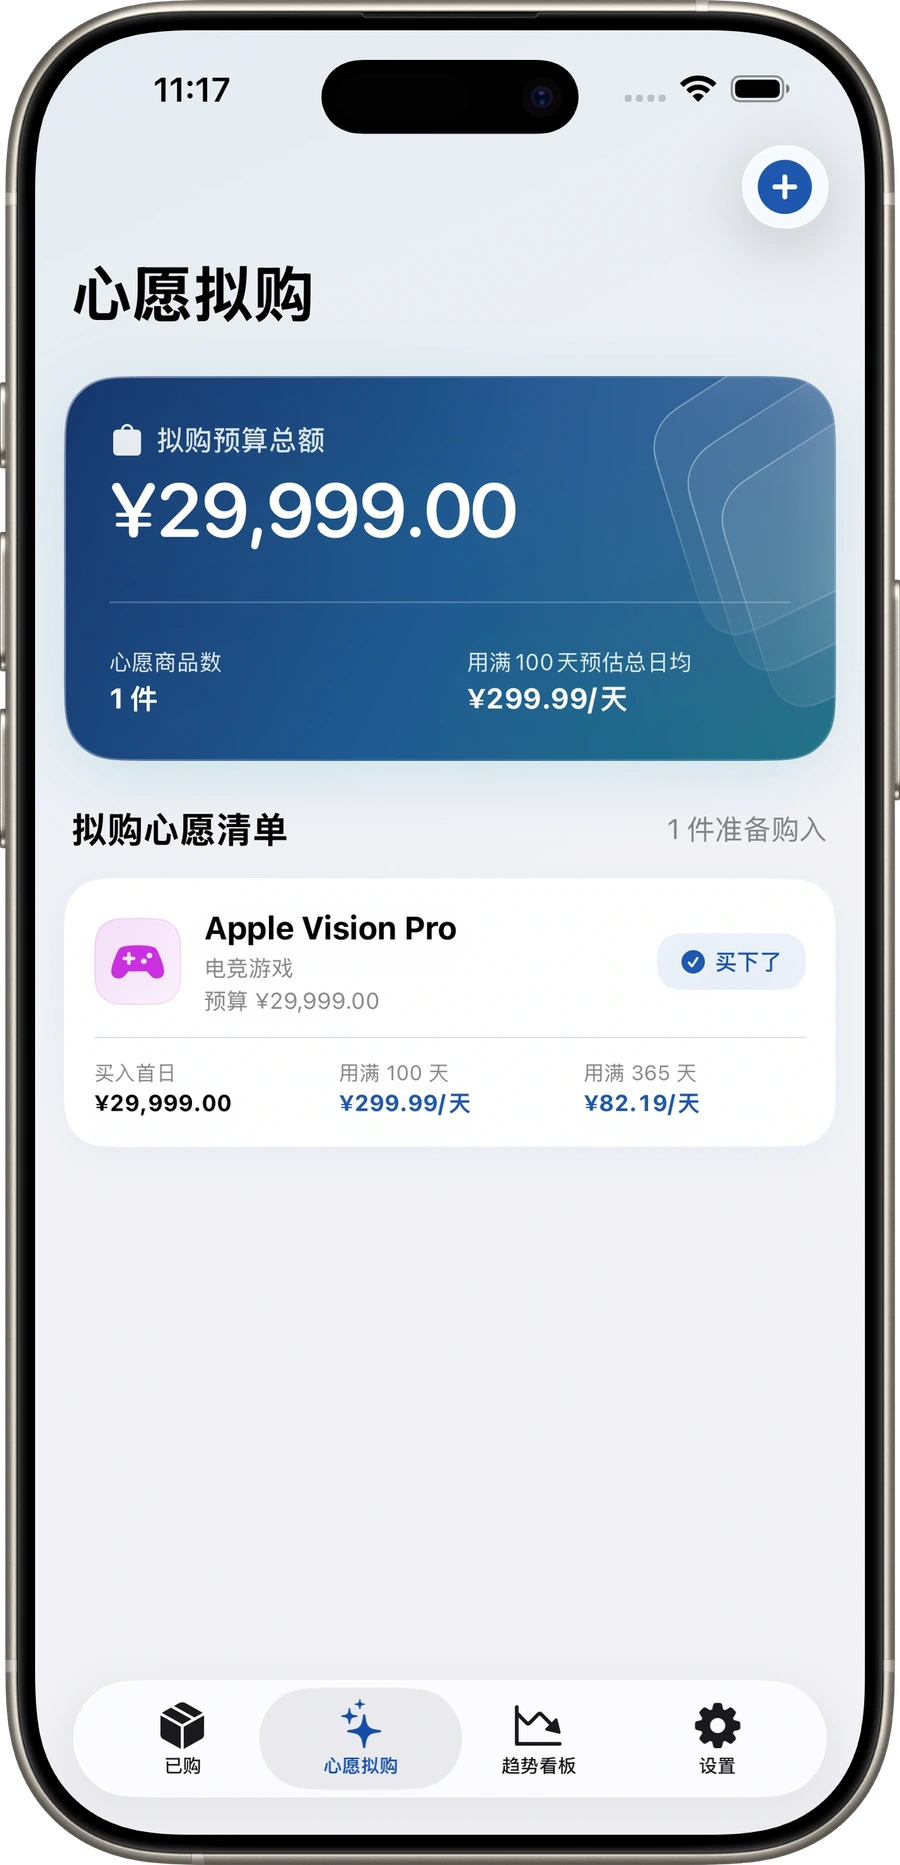 11:17
心愿拟购
拟购预算总额
¥29,999.00
心愿商品数
1 件
用满 100 天预估总日均
¥299.99/天
拟购心愿清单
1 件准备购入
Apple Vision Pro
电竞游戏
预算 ¥29,999.00
买下了
买入首日
¥29,999.00
用满 100 天
¥299.99/天
用满 365 天
¥82.19/天
已购
心愿拟购
趋势看板
设置